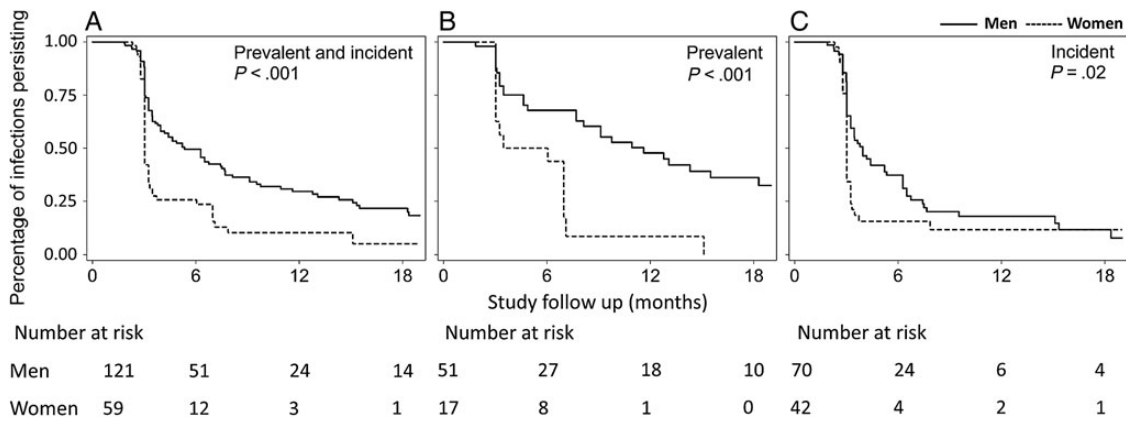 A B C Men Women
Prevalent and incident
P < .001
Prevalent
P < .001
Incident
P = .02
Percentage of infections persisting
1.00
0.75
0.50
0.25
0.00
0 6 12 18 0 6 12 18 0 6 12 18
Study follow up (months)
Number at risk Number at risk Number at risk
Men 121 51 24 14 51 27 18 10 70 24 6 4
Women 59 12 3 1 17 8 1 0 42 4 2 1